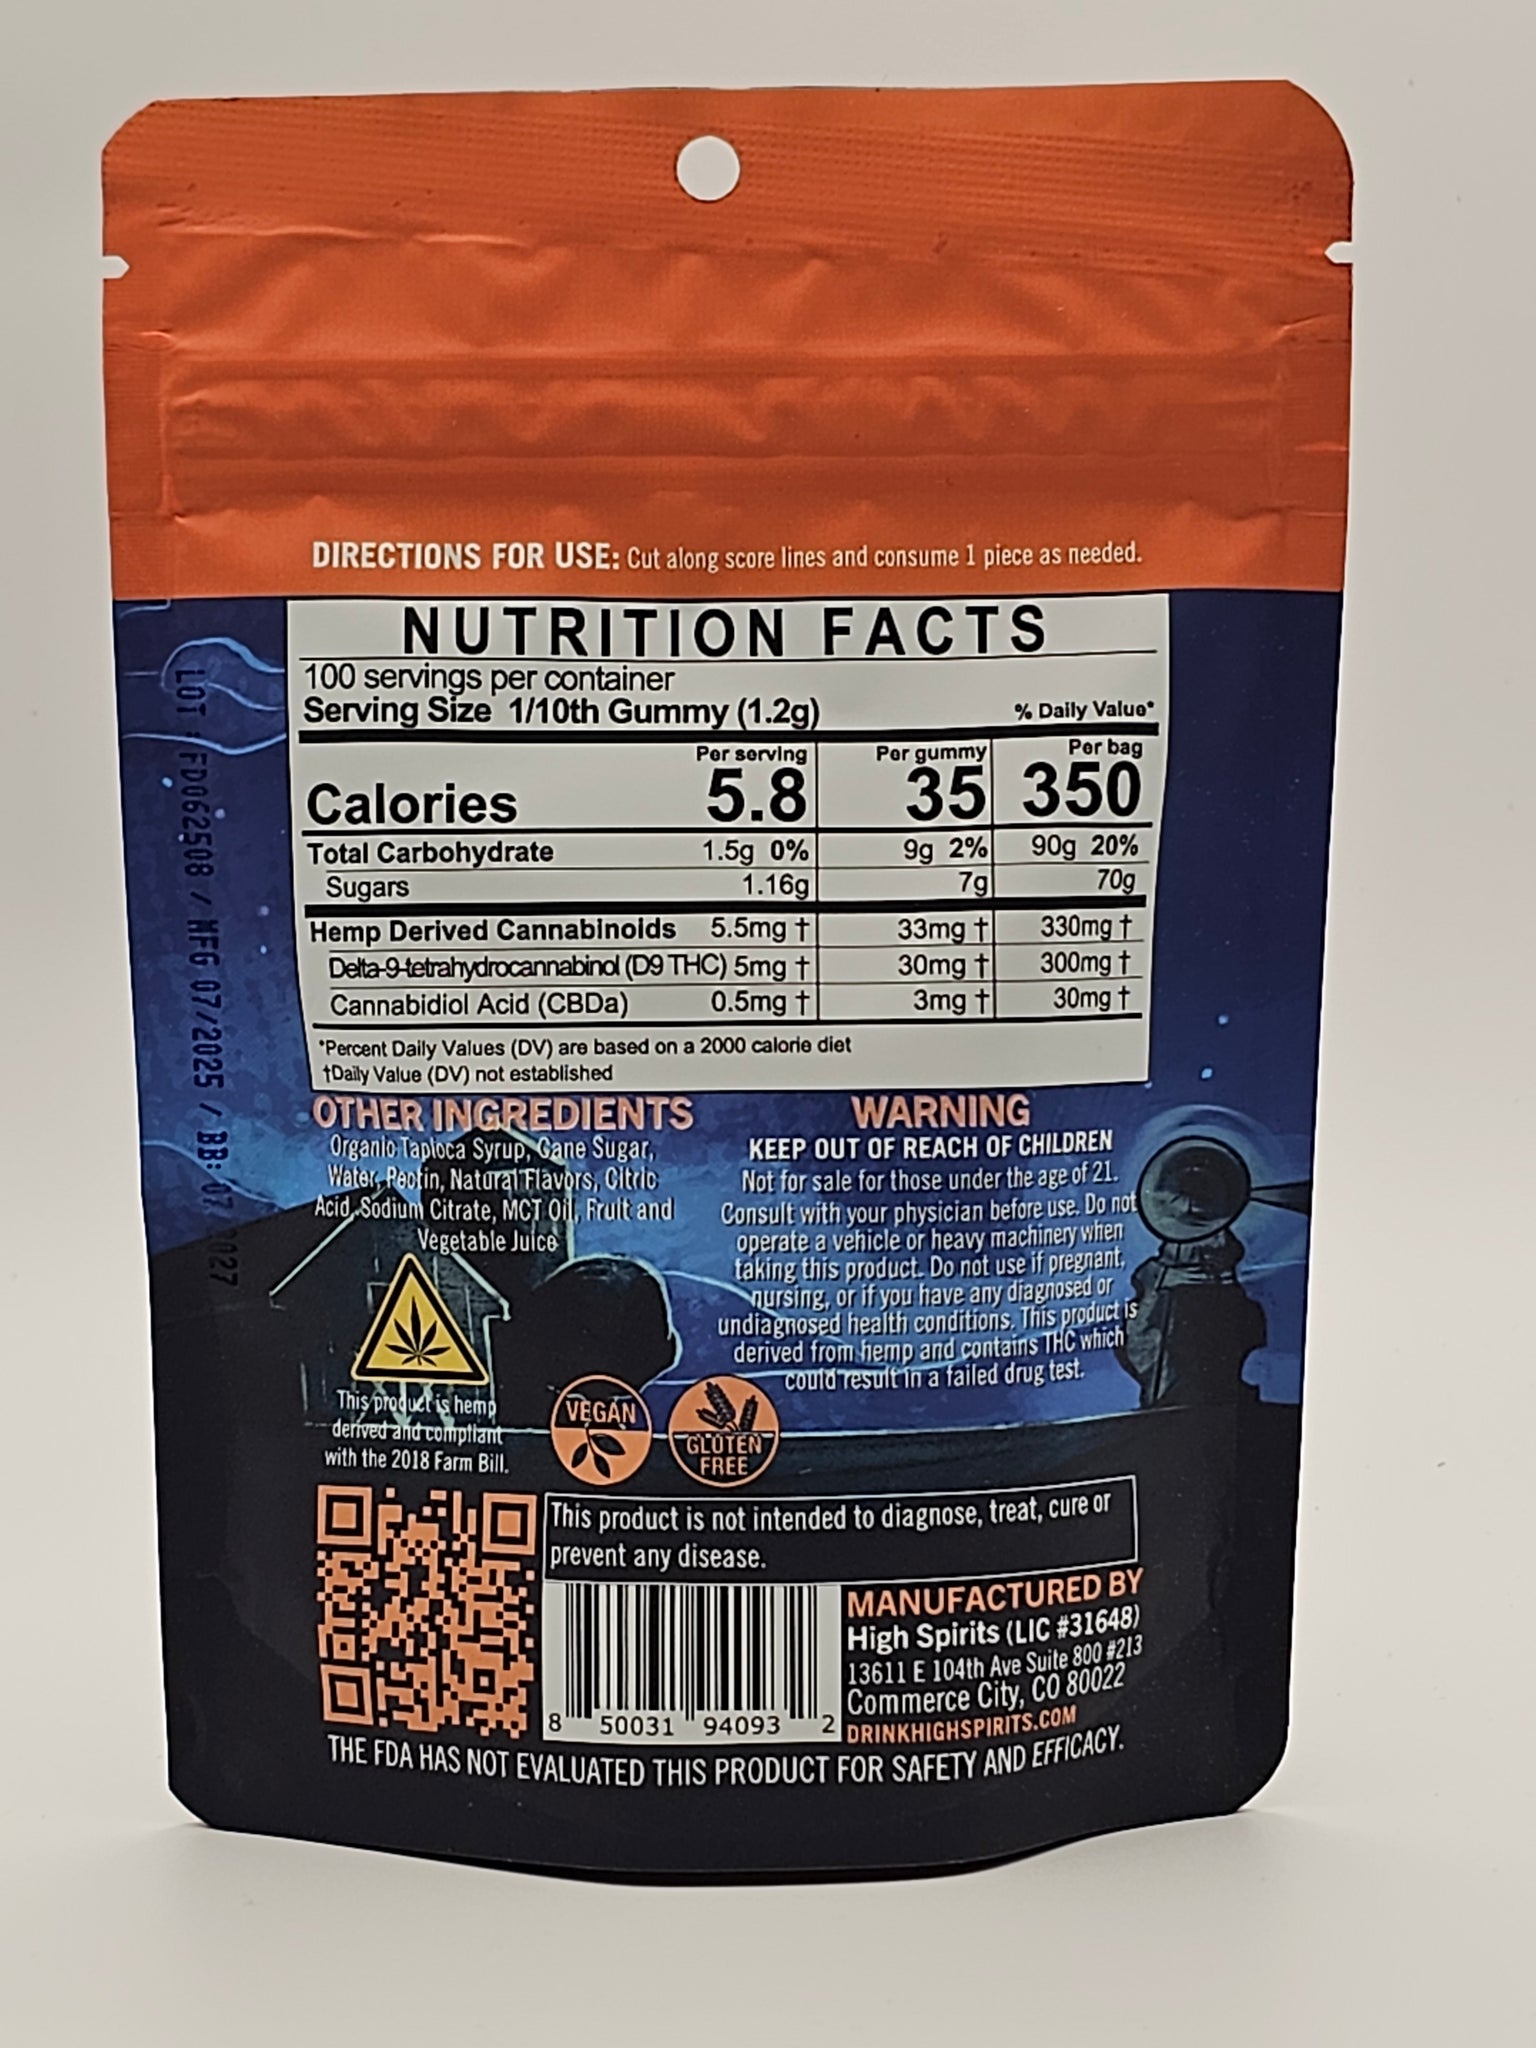 DIRECTIONS FOR USE: Cut along score lines and consume 1 piece as needed.
NUTRITION FACTS
100 servings per container
Serving Size 1/10th Gummy (1.2g)
% Daily Value*
Per serving Per gummy Per bag
Calories 5.8 35 350
Total Carbohydrate 1.5g 0% 9g 2% 90g 20%
Sugars 1.16g 7g 70g
Hemp Derived Cannabinoids 5.5mg † 33mg † 330mg †
Delta-9-tetrahydrocannabinol (D9 THC) 5mg † 30mg † 300mg †
Cannabidiol Acid (CBDa) 0.5mg † 3mg † 30mg †
*Percent Daily Values (DV) are based on a 2000 calorie diet
†Daily Value (DV) not established
LOT : FD062508 / MFG 07/2025 / BB: 07/2027
OTHER INGREDIENTS
Organic Tapioca Syrup, Cane Sugar,
Water, Pectin, Natural Flavors, Citric
Acid, Sodium Citrate, MCT Oil, Fruit and
Vegetable Juice
WARNING
KEEP OUT OF REACH OF CHILDREN
Not for sale for those under the age of 21.
Consult with your physician before use. Do not
operate a vehicle or heavy machinery when
taking this product. Do not use if pregnant,
nursing, or if you have any diagnosed or
undiagnosed health conditions. This product is
derived from hemp and contains THC which
could result in a failed drug test.
This product is hemp
derived and compliant
with the 2018 Farm Bill.
VEGAN
GLUTEN
FREE
This product is not intended to diagnose, treat, cure or
prevent any disease.
8 50031 94093 2
MANUFACTURED BY
High Spirits (LIC #31648)
13611 E 104th Ave Suite 800 #213
Commerce City, CO 80022
DRINKHIGHSPIRITS.COM
THE FDA HAS NOT EVALUATED THIS PRODUCT FOR SAFETY AND EFFICACY.